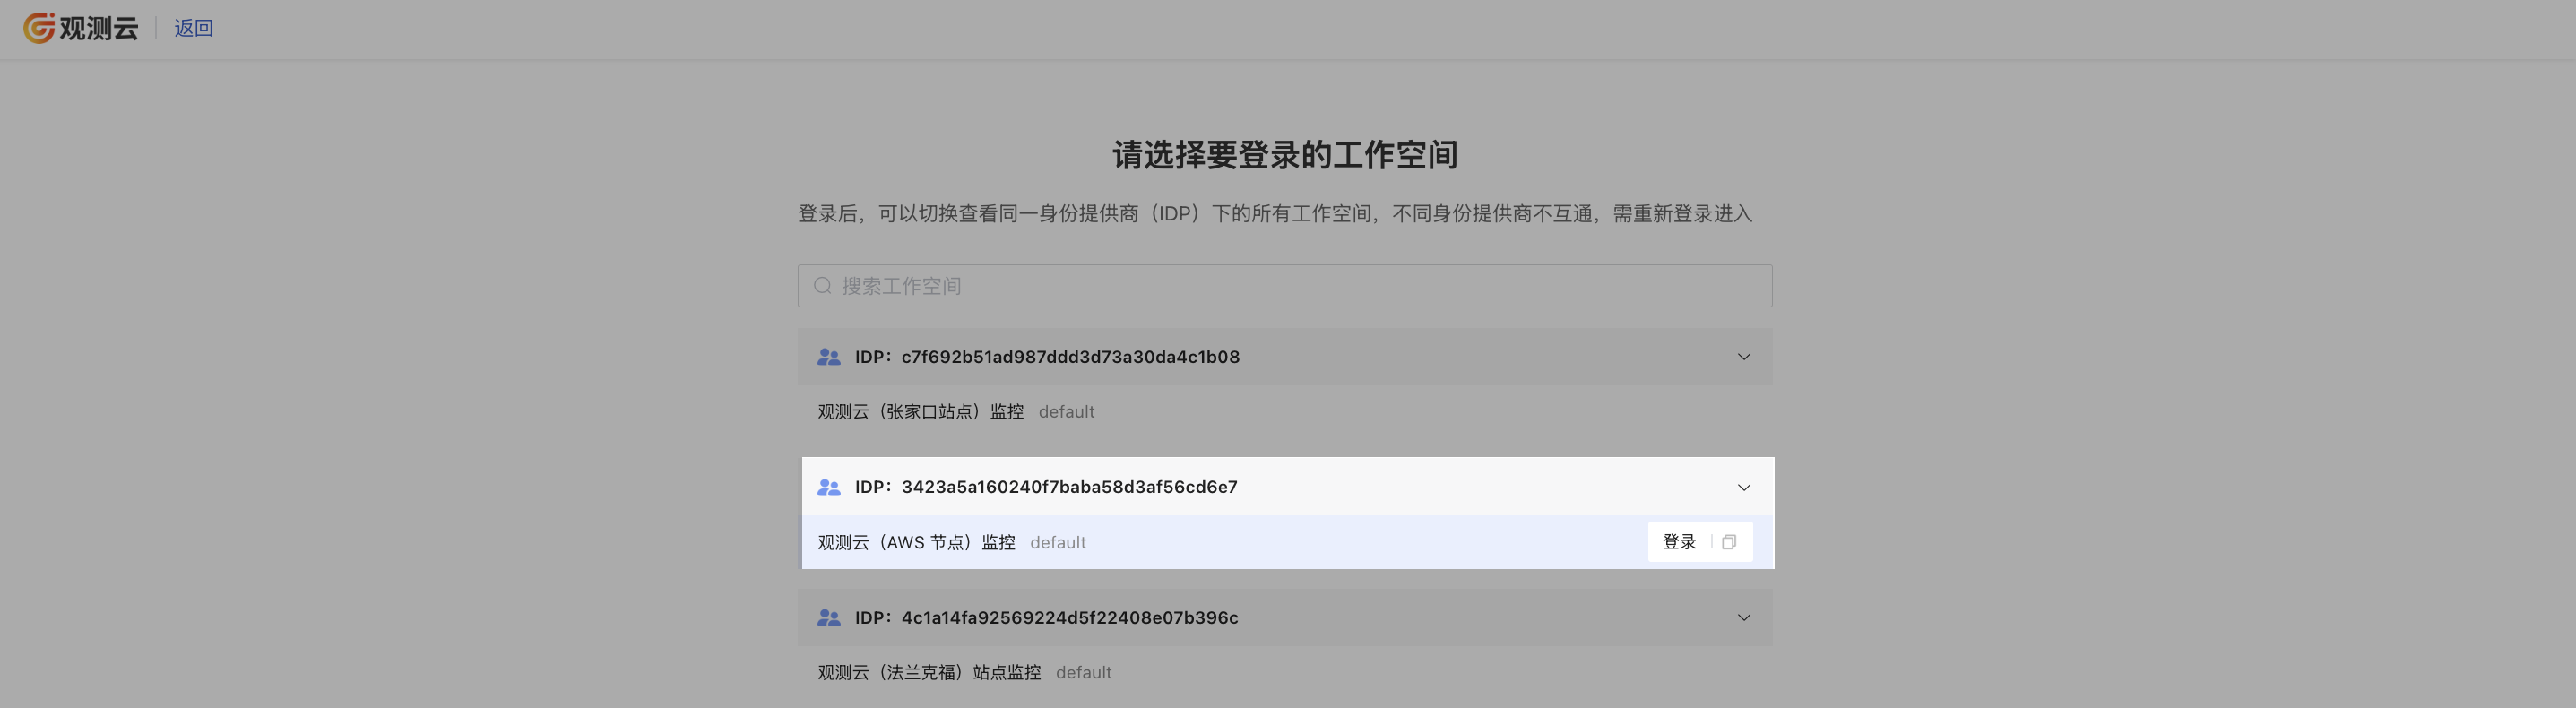 观测云 返回
请选择要登录的工作空间
登录后，可以切换查看同一身份提供商（IDP）下的所有工作空间，不同身份提供商不互通，需重新登录进入
搜索工作空间
IDP：c7f692b51ad987ddd3d73a30da4c1b08
观测云（张家口站点）监控 default
IDP：3423a5a160240f7baba58d3af56cd6e7
观测云（AWS 节点）监控 default 登录
IDP：4c1a14fa92569224d5f22408e07b396c
观测云（法兰克福）站点监控 default